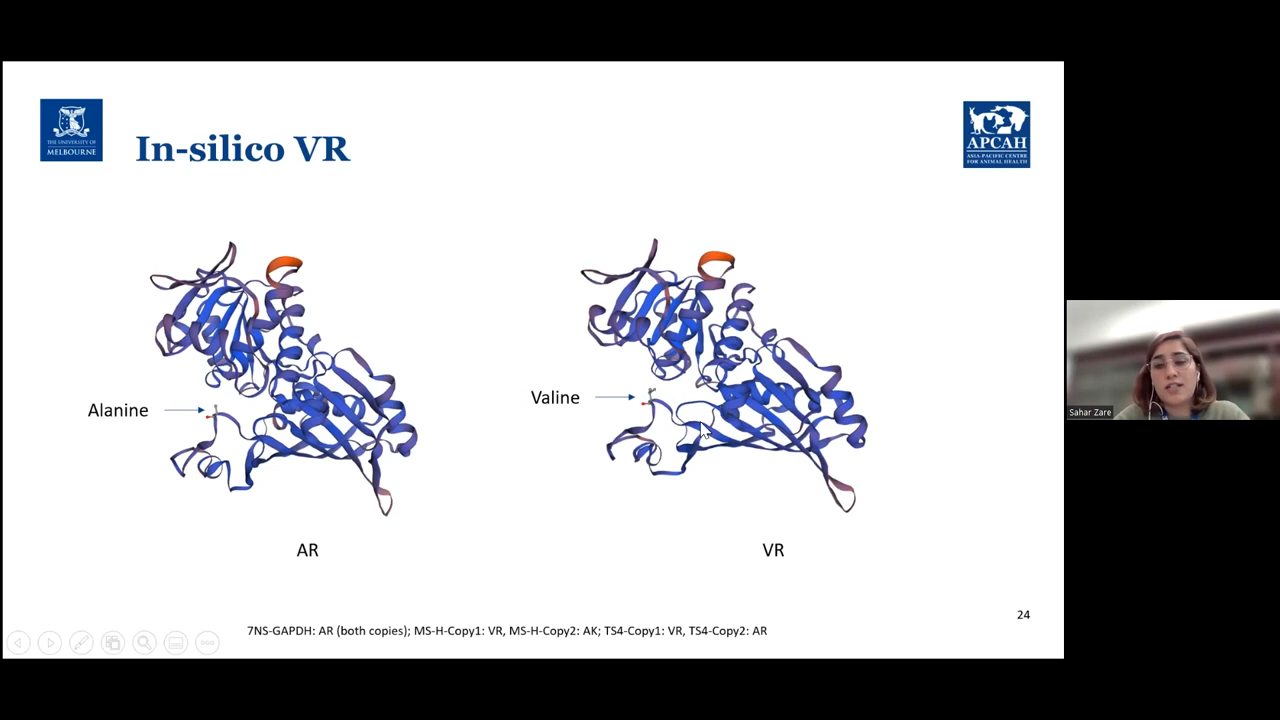 THE UNIVERSITY OF
MELBOURNE
In-silico VR
APCAH
ASIA-PACIFIC CENTRE
FOR ANIMAL HEALTH
Alanine
Valine
AR
VR
Sahar Zare
24
7NS-GAPDH: AR (both copies); MS-H-Copy1: VR, MS-H-Copy2: AK; TS4-Copy1: VR, TS4-Copy2: AR